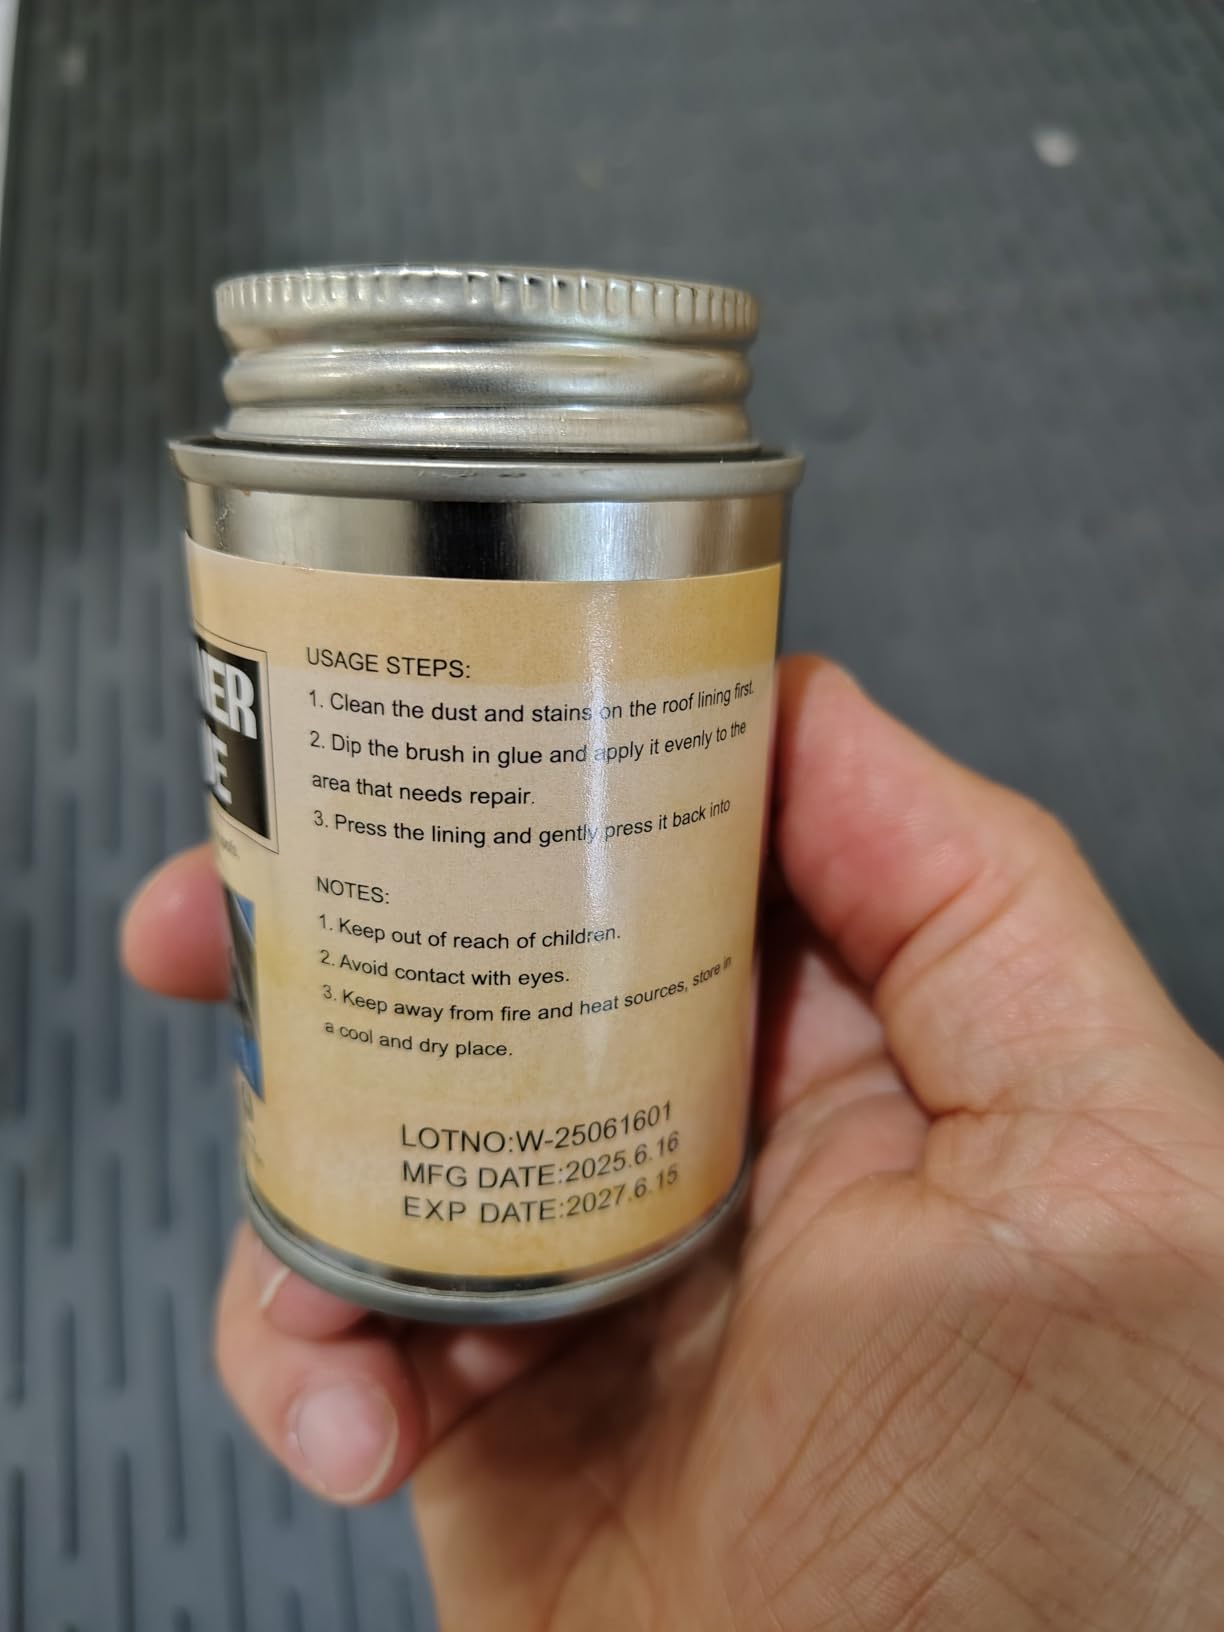 NER
USAGE STEPS:
1. Clean the dust and stains on the roof lining first.
2. Dip the brush in glue and apply it evenly to the
area that needs repair.
3. Press the lining and gently press it back into
NOTES:
1. Keep out of reach of children.
2. Avoid contact with eyes.
3. Keep away from fire and heat sources, store in
a cool and dry place.
LOTNO:W-25061601
MFG DATE:2025.6.16
EXP DATE:2027.6.15